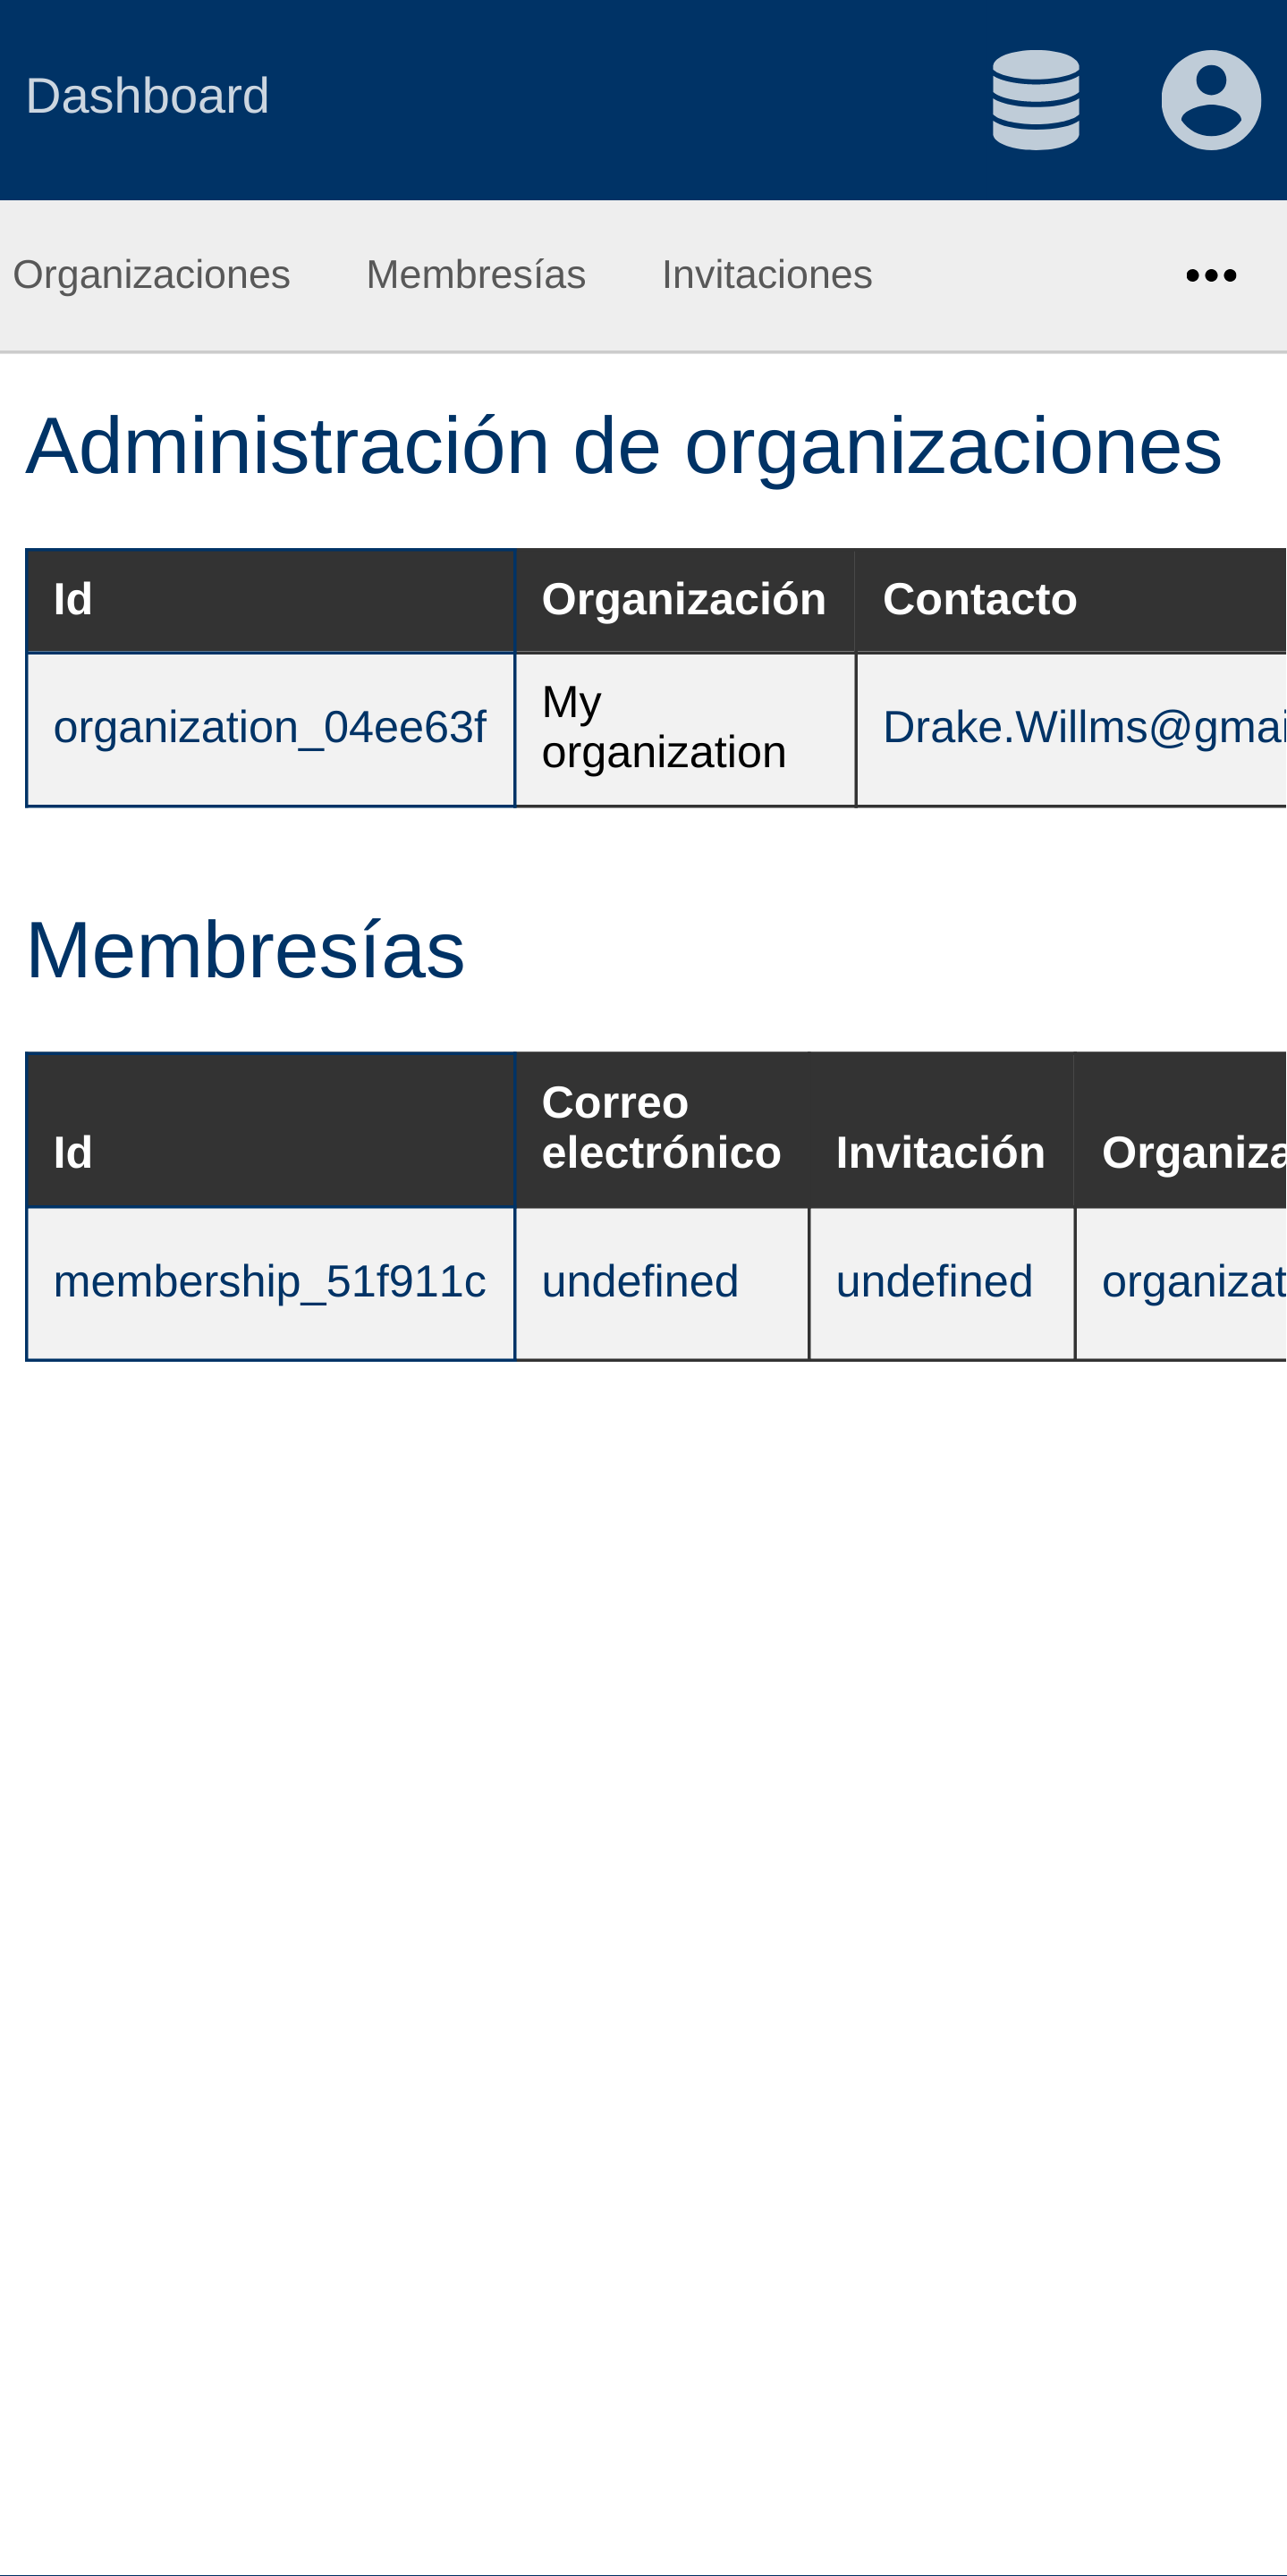 Dashboard
Organizaciones Membresías Invitaciones •••
Administración de organizaciones
Id Organización Contacto
organization_04ee63f My organization Drake.Willms@gmai
Membresías
Id Correo electrónico Invitación Organiza
membership_51f911c undefined undefined organizat